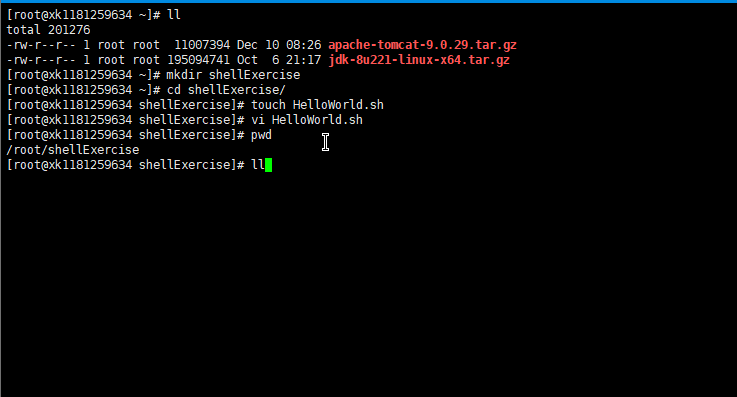 [root@xk1181259634 ~]# ll
total 201276
-rw-r--r-- 1 root root  11007394 Dec 10 08:26 apache-tomcat-9.0.29.tar.gz
-rw-r--r-- 1 root root 195094741 Oct  6 21:17 jdk-8u221-linux-x64.tar.gz
[root@xk1181259634 ~]# mkdir shellExercise
[root@xk1181259634 ~]# cd shellExercise/
[root@xk1181259634 shellExercise]# touch HelloWorld.sh
[root@xk1181259634 shellExercise]# vi HelloWorld.sh
[root@xk1181259634 shellExercise]# pwd
/root/shellExercise
[root@xk1181259634 shellExercise]# ll